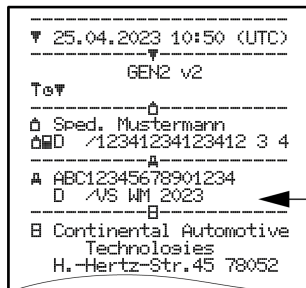 ▼ 25.04.2023 10:50 (UTC)
GEN2 v2
T⊙▼
Sped. Mustermann
D /12341234123412 3 4
A ABC12345678901234
D /VS WM 2023
Continental Automotive
Technologies
H.-Hertz-Str.45 78052